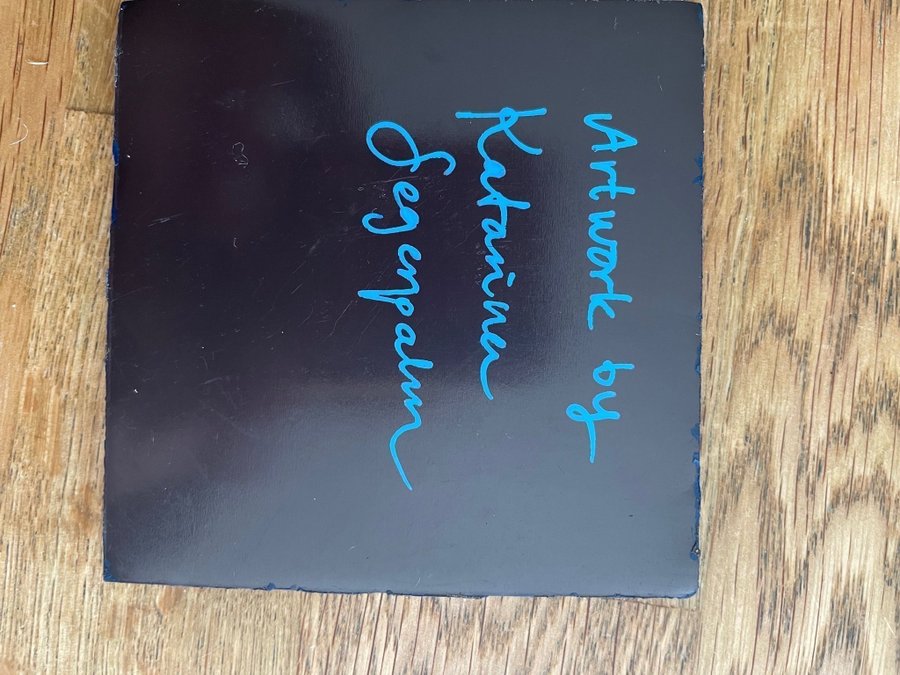 Artwork by
Katarina
Segerpalm